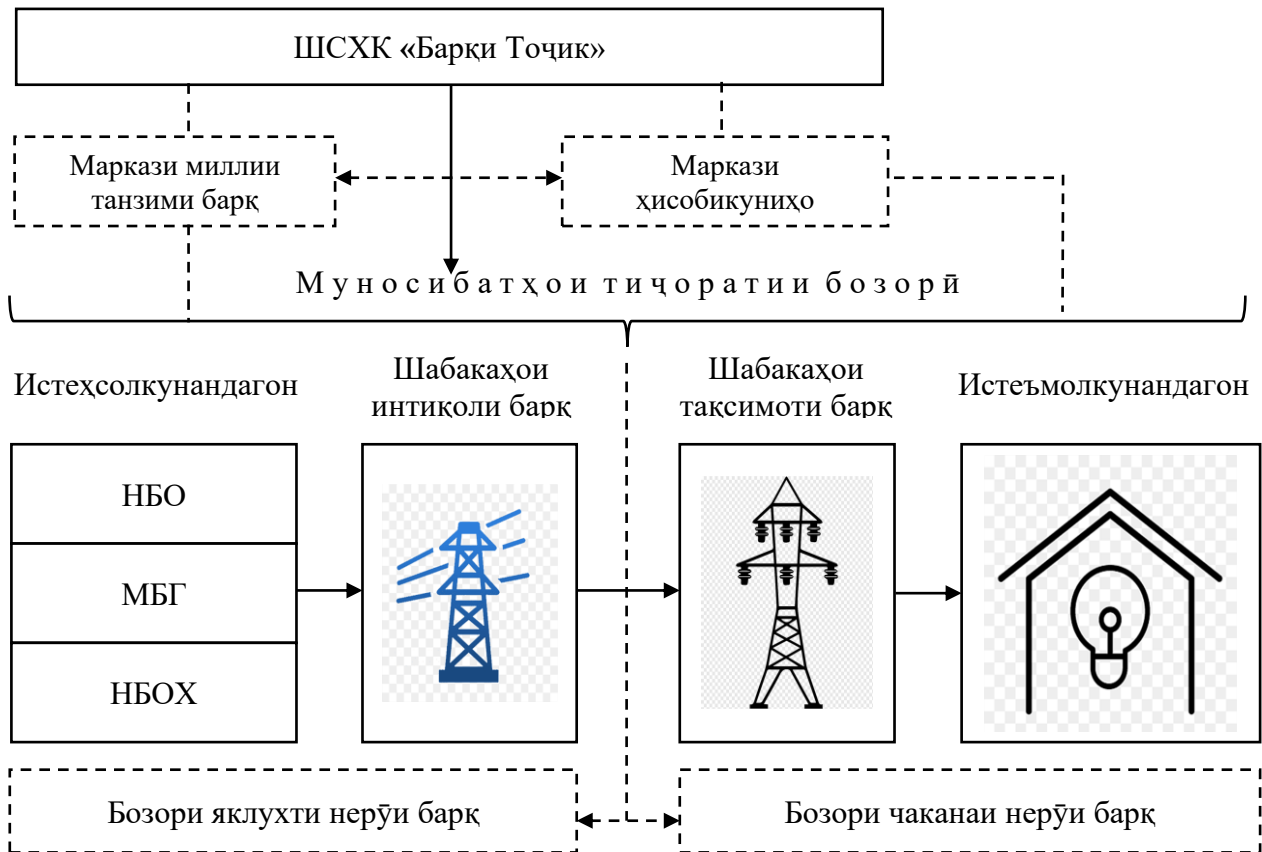 ШСХК «Барқи Тоҷик»
Маркази миллии
танзими барқ
Маркази
ҳисобикуниҳо
Муносибатҳои тиҷоратии бозорӣ
Истеҳсолкунандагон
Шабакаҳои
интиқоли барқ
Шабакаҳои
тақсимоти барқ
Истеъмолкунандагон
НБО
МБГ
НБОХ
Бозори яклухти нерӯи барқ
Бозори чаканаи нерӯи барқ